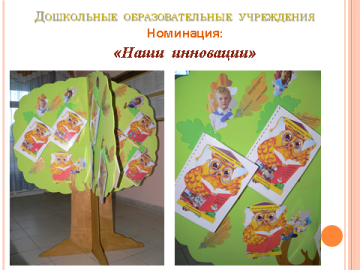 ДОШКОЛЬНЫЕ ОБРАЗОВАТЕЛЬНЫЕ УЧРЕЖДЕНИЯ
Номинация:
«Наши инновации»